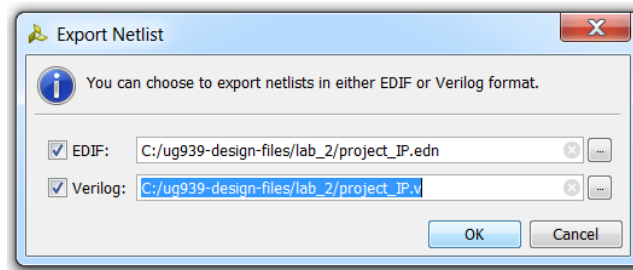 Export Netlist
You can choose to export netlists in either EDIF or Verilog format.
EDIF: C:/ug939-design-files/lab_2/project_IP.edn ...
Verilog: C:/ug939-design-files/lab_2/project_IP.v ...
OK Cancel